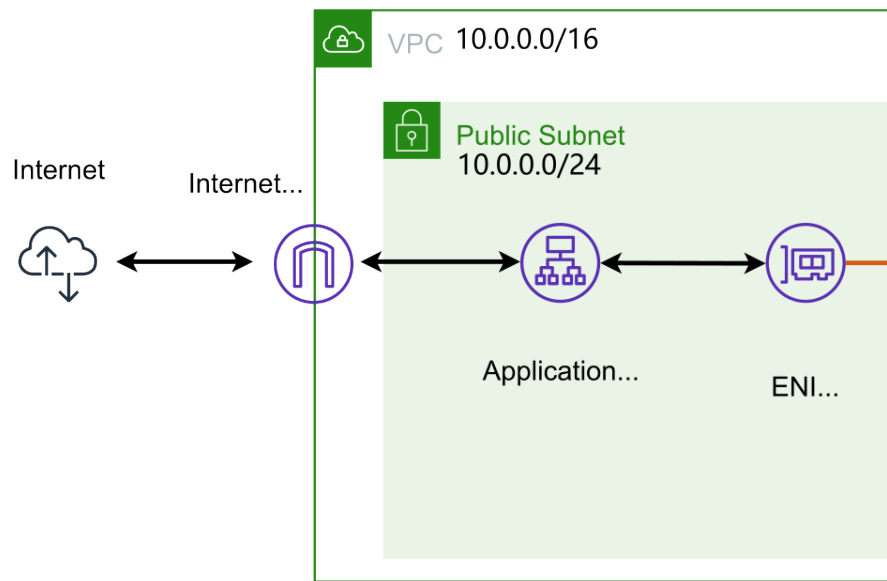 VPC 10.0.0.0/16
Public Subnet
10.0.0.0/24
Internet
Internet...
Application...
ENI...